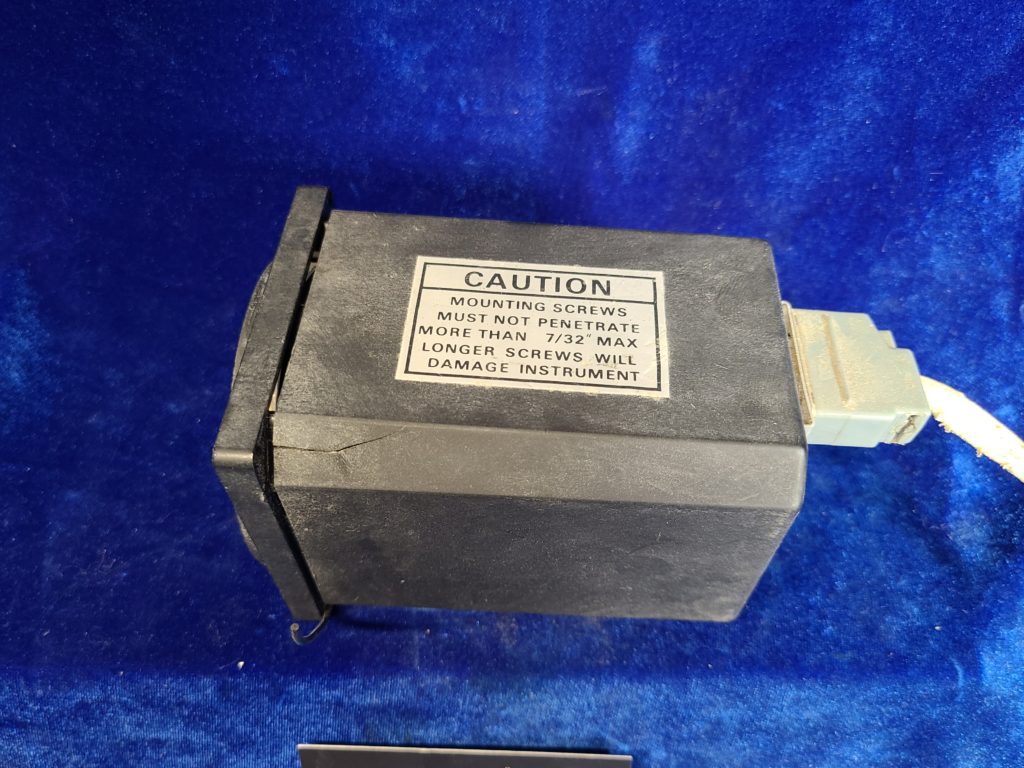 CAUTION
MOUNTING SCREWS
MUST NOT PENETRATE
MORE THAN 7/32" MAX
LONGER SCREWS WILL
DAMAGE INSTRUMENT